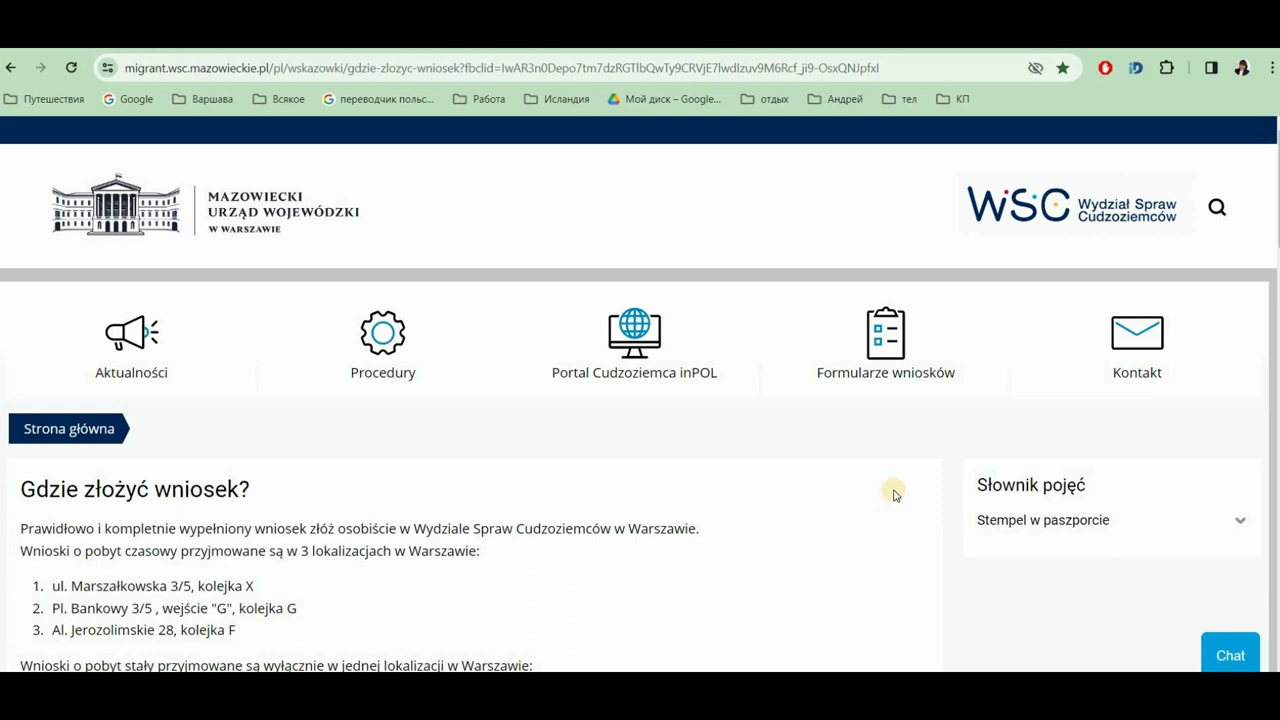 migrant.wsc.mazowieckie.pl/pl/wskazowki/gdzie-zlozyc-wniosek?fbclid=IwAR3n0Depo7tm7dzRGTlbQwTy9CRVjE7lwdIzuv9M6Rcf_ji9-OsxQNJpfxI
Путешествия Google Варшава Всякое переводчик польс... Работа Исландия Мой диск – Google... отдых Андрей тел КП
MAZOWIECKI
URZĄD WOJEWÓDZKI
W WARSZAWIE
WSC Wydział Spraw
Cudzoziemców
Aktualności Procedury Portal Cudzoziemca inPOL Formularze wniosków Kontakt
Strona główna
Gdzie złożyć wniosek?
Prawidłowo i kompletnie wypełniony wniosek złóż osobiście w Wydziale Spraw Cudzoziemców w Warszawie.
Wnioski o pobyt czasowy przyjmowane są w 3 lokalizacjach w Warszawie:
1. ul. Marszałkowska 3/5, kolejka X
2. Pl. Bankowy 3/5 , wejście "G", kolejka G
3. Al. Jerozolimskie 28, kolejka F
Wnioski o pobyt stały przyjmowane są wyłącznie w jednej lokalizacji w Warszawie:
Słownik pojęć
Stempel w paszporcie
Chat